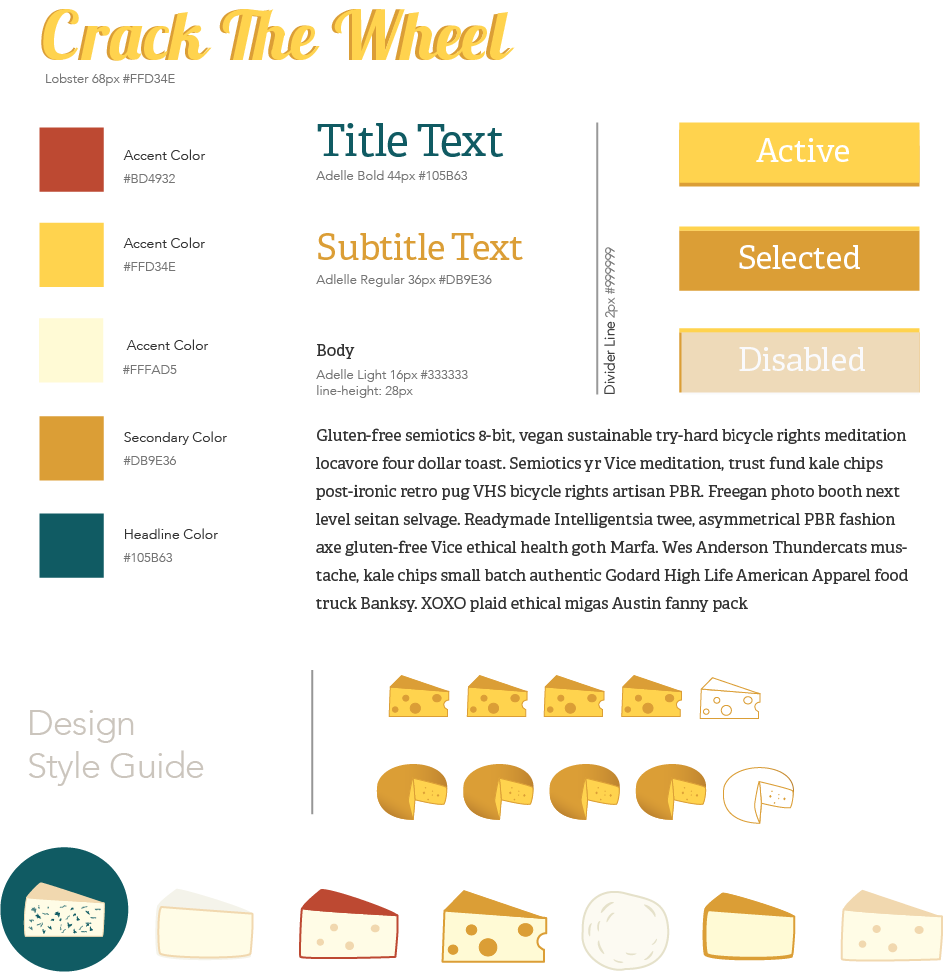 Crack The Wheel
Lobster 68px #FFD34E
Accent Color
#BD4932
Accent Color
#FFD34E
Accent Color
#FFFAD5
Secondary Color
#DB9E36
Headline Color
#105B63
Title Text
Adelle Bold 44px #105B63
Subtitle Text
Adlelle Regular 36px #DB9E36
Body
Adelle Light 16px #333333
line-height: 28px
Divider Line 2px #999999
Active
Selected
Disabled
Gluten-free semiotics 8-bit, vegan sustainable try-hard bicycle rights meditation
locavore four dollar toast. Semiotics yr Vice meditation, trust fund kale chips
post-ironic retro pug VHS bicycle rights artisan PBR. Freegan photo booth next
level seitan selvage. Readymade Intelligentsia twee, asymmetrical PBR fashion
axe gluten-free Vice ethical health goth Marfa. Wes Anderson Thundercats mus-
tache, kale chips small batch authentic Godard High Life American Apparel food
truck Banksy. XOXO plaid ethical migas Austin fanny pack
Design
Style Guide